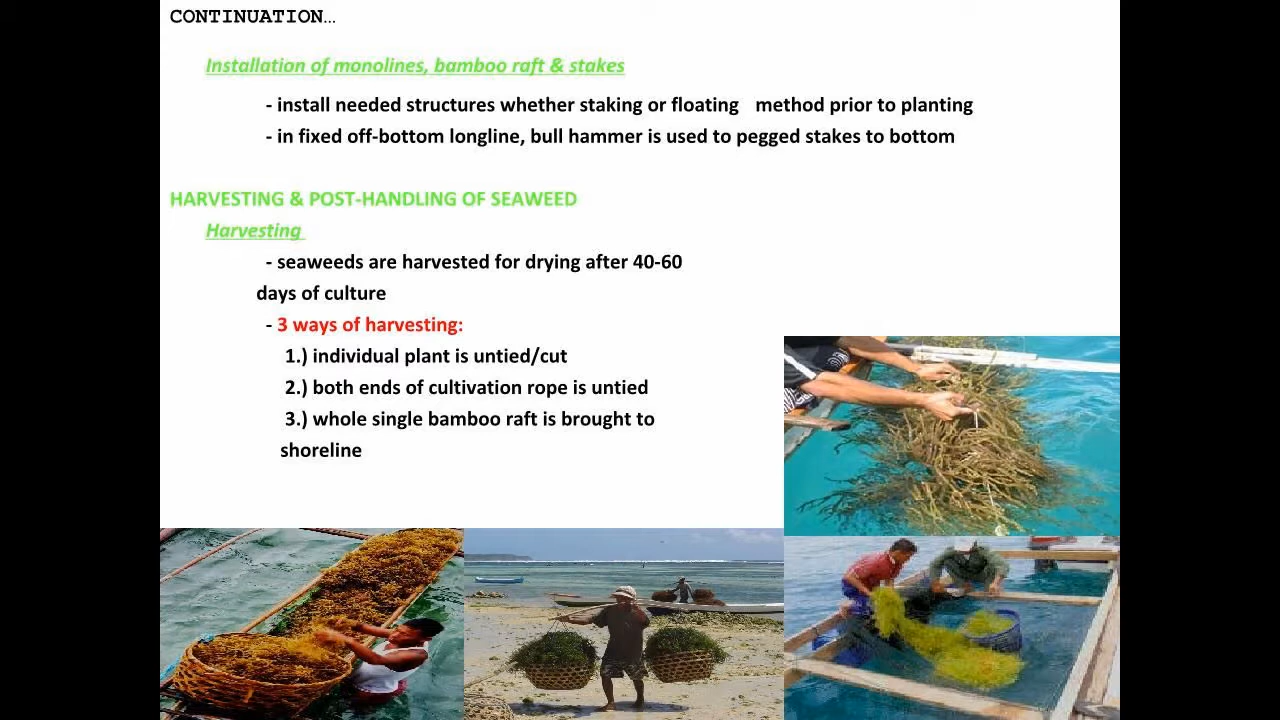 CONTINUATION…
Installation of monolines, bamboo raft & stakes
- install needed structures whether staking or floating method prior to planting
- in fixed off-bottom longline, bull hammer is used to pegged stakes to bottom
HARVESTING & POST-HANDLING OF SEAWEED
Harvesting
- seaweeds are harvested for drying after 40-60
days of culture
- 3 ways of harvesting:
1.) individual plant is untied/cut
2.) both ends of cultivation rope is untied
3.) whole single bamboo raft is brought to
shoreline